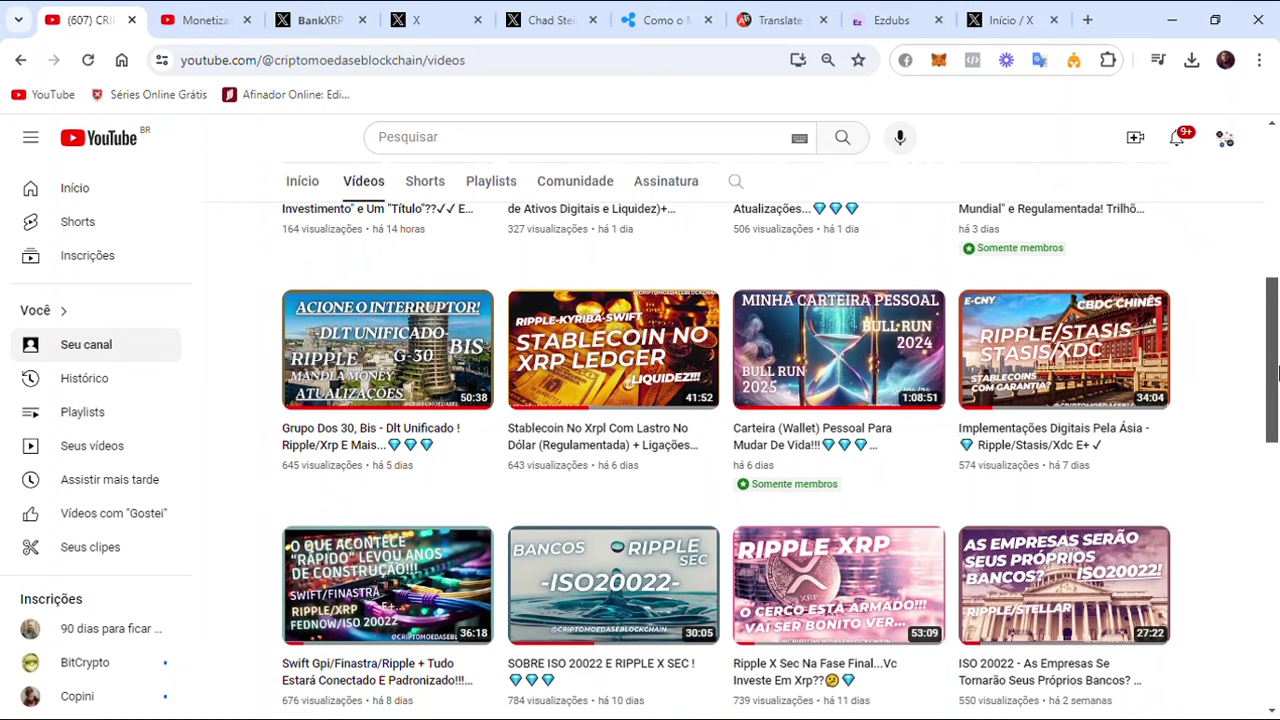 (607) CRI
Monetiza
BankXRP
X
Chad Stei
Como o M
Translate
Ezdubs
Início / X
youtube.com/@criptomoedaseblockchain/videos
YouTube
Séries Online Grátis
Afinador Online: Edi...
YouTube BR
Pesquisar
9+
Início
Shorts
Inscrições
Você
Seu canal
Histórico
Playlists
Seus vídeos
Assistir mais tarde
Vídeos com "Gostei"
Seus clipes
Inscrições
90 dias para ficar ...
BitCrypto
Copini
Início Vídeos Shorts Playlists Comunidade Assinatura
Investimento" e Um "Título"??✓✓ E...
164 visualizações • há 14 horas
de Ativos Digitais e Liquidez)+...
327 visualizações • há 1 dia
Atualizações...💎💎💎
506 visualizações • há 1 dia
Mundial" e Regulamentada! Trilhõ...
há 3 dias
Somente membros
ACIONE O INTERRUPTOR!
DLT UNIFICADO-
BIS
RIPPLE G-30
MANDLA MONEY
ATUALIZAÇÕES
50:38
Grupo Dos 30, Bis - Dlt Unificado !
Ripple/Xrp E Mais...💎💎💎
645 visualizações • há 5 dias
@CRIPTOMOEDASEBLOCKCHAIN
RIPPLE-KYRIBA-SWIFT
STABLECOIN NO
XRP LEDGER
+LIQUIDEZ!!!
41:52
Stablecoin No Xrpl Com Lastro No
Dólar (Regulamentada) + Ligações...
643 visualizações • há 6 dias
MINHA CARTEIRA PESSOAL
BULL RUN
2024
BULL RUN
2025
1:08:51
Carteira (Wallet) Pessoal Para
Mudar De Vida!!!💎💎💎...
há 6 dias
Somente membros
E-CNY
CBDC CHINÊS
RIPPLE/STASIS
STASIS/XDC
STABLECOINS
COM GARANTIA?
34:04
Implementações Digitais Pela Ásia -
💎 Ripple/Stasis/Xdc E+ ✓
574 visualizações • há 7 dias
O QUE ACONTECE
"RÁPIDO" LEVOU ANOS
DE CONSTRUÇÃO!!!
SWIFT/FINASTRA
RIPPLE/XRP E+...
FEDNOW/ISO 20022
36:18
Swift Gpi/Finastra/Ripple + Tudo
Estará Conectado E Padronizado!!!...
676 visualizações • há 8 dias
BANCOS
RIPPLE
SEC
-ISO20022-
@CRIPTOMOEDASEBLOCKCHAIN
30:05
SOBRE ISO 20022 E RIPPLE X SEC !
💎💎💎
784 visualizações • há 10 dias
RIPPLE XRP
XRP
O CERCO ESTÁ ARMADO!!!
VAI SER BONITO VER...
53:09
Ripple X Sec Na Fase Final...Vc
Investe Em Xrp??🫤💎
739 visualizações • há 11 dias
AS EMPRESAS SERÃO
SEUS PRÓPRIOS
BANCOS? ISO20022!
RIPPLE/STELLAR
27:22
ISO 20022 - As Empresas Se
Tornarão Seus Próprios Bancos? ...
550 visualizações • há 2 semanas